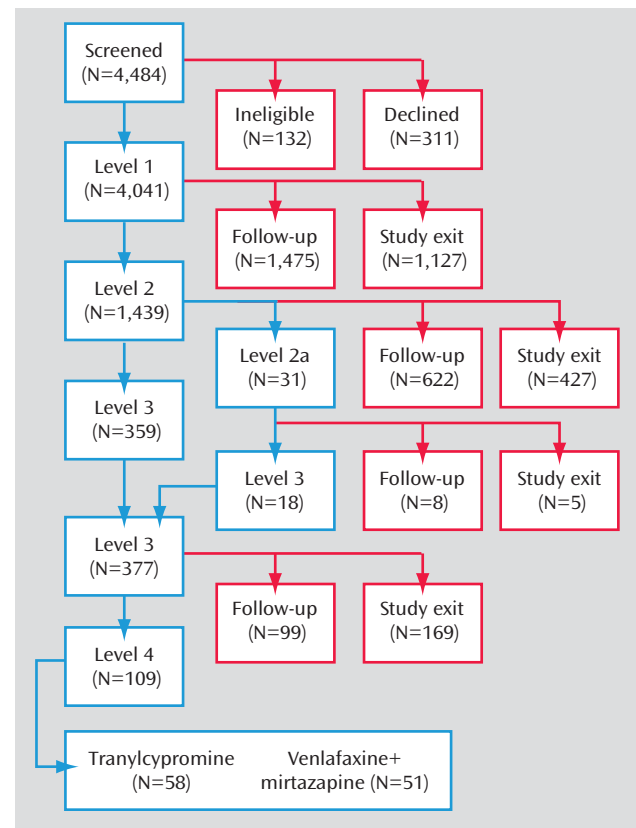 Screened
(N=4,484)
Ineligible
(N=132)
Declined
(N=311)
Level 1
(N=4,041)
Follow-up
(N=1,475)
Study exit
(N=1,127)
Level 2
(N=1,439)
Level 2a
(N=31)
Follow-up
(N=622)
Study exit
(N=427)
Level 3
(N=359)
Level 3
(N=18)
Follow-up
(N=8)
Study exit
(N=5)
Level 3
(N=377)
Follow-up
(N=99)
Study exit
(N=169)
Level 4
(N=109)
Tranylcypromine
(N=58)
Venlafaxine+
mirtazapine (N=51)